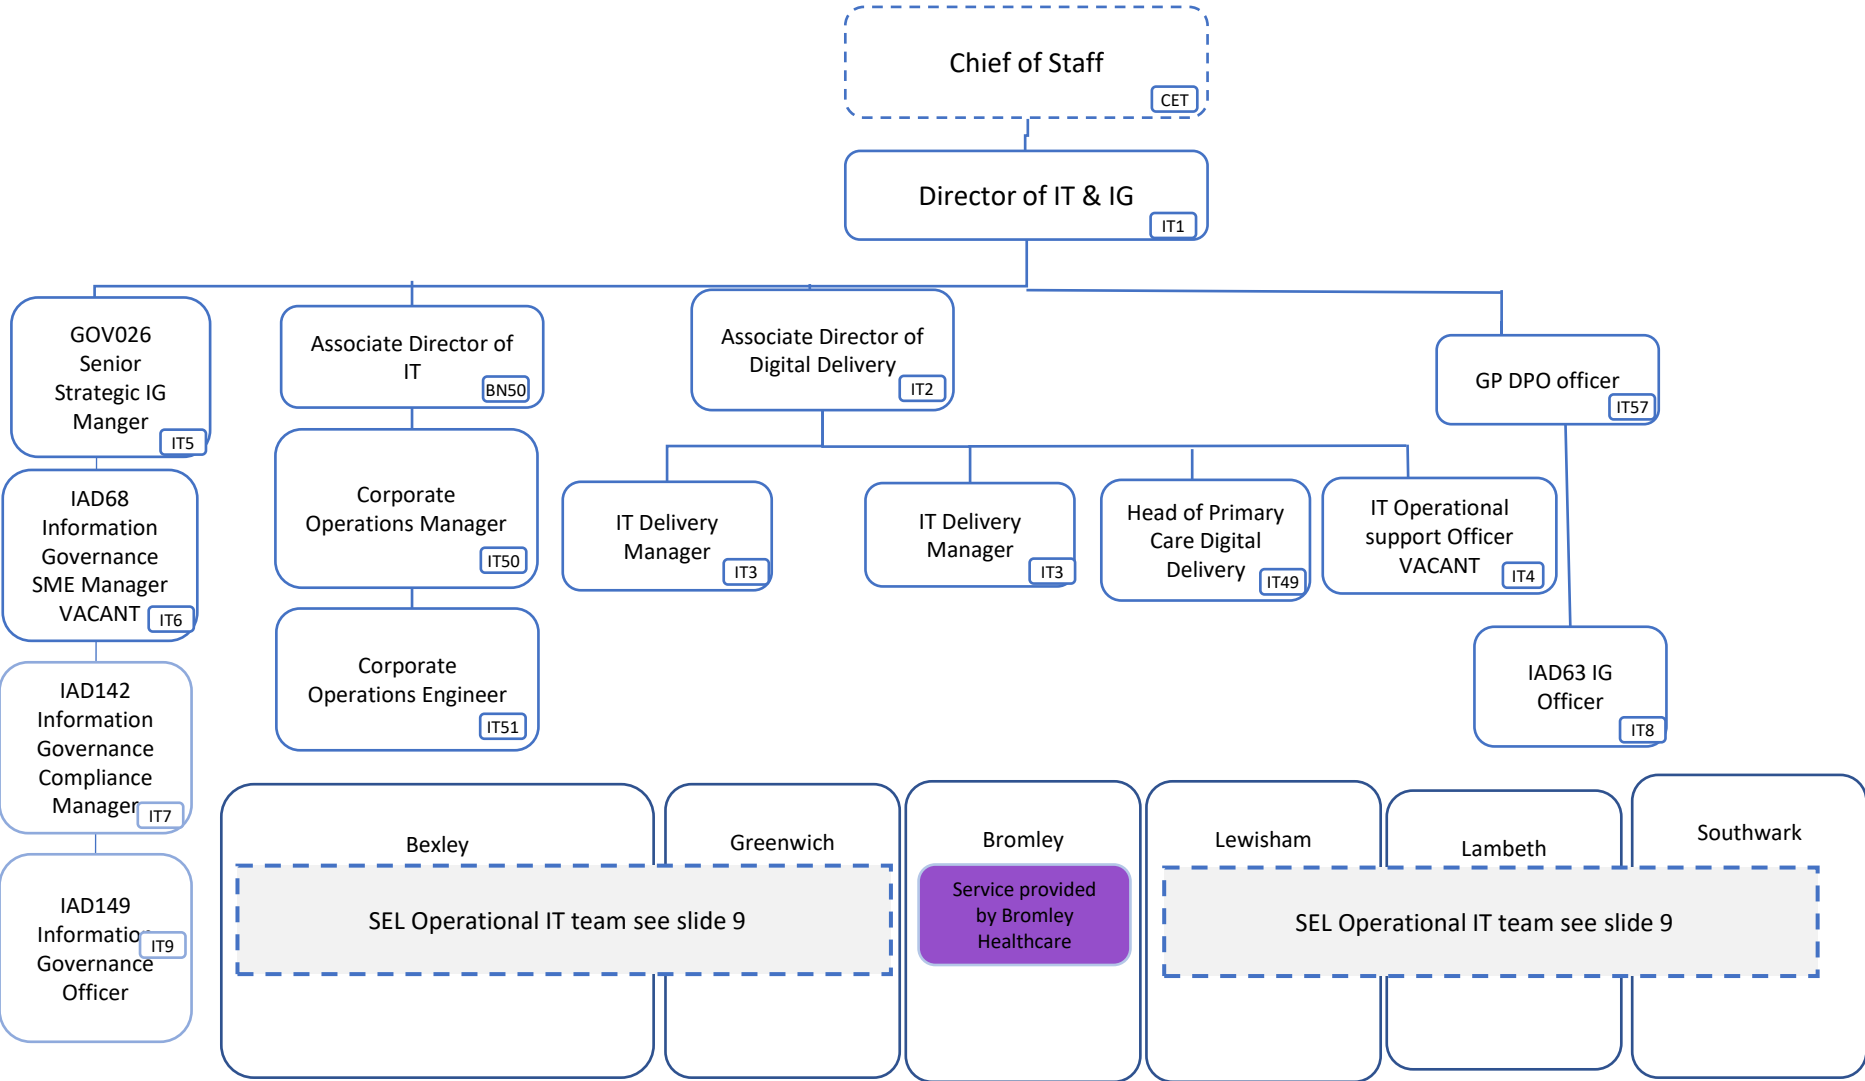 Chief of Staff
CET
Director of IT & IG
IT1
GOV026
Senior
Strategic IG
Manger
IT5
Associate Director of
IT
BN50
Associate Director of
Digital Delivery
IT2
GP DPO officer
IT57
IAD68
Information
Governance
SME Manager
VACANT
IT6
Corporate
Operations Manager
IT50
IT Delivery
Manager
IT3
IT Delivery
Manager
IT3
Head of Primary
Care Digital
Delivery
IT49
IT Operational
support Officer
VACANT
IT4
IAD142
Information
Governance
Compliance
Manager
IT7
Corporate
Operations Engineer
IT51
IAD63 IG
Officer
IT8
IAD149
Information
Governance
Officer
IT9
Bexley
Greenwich
SEL Operational IT team see slide 9
Bromley
Service provided
by Bromley
Healthcare
Lewisham
Lambeth
Southwark
SEL Operational IT team see slide 9